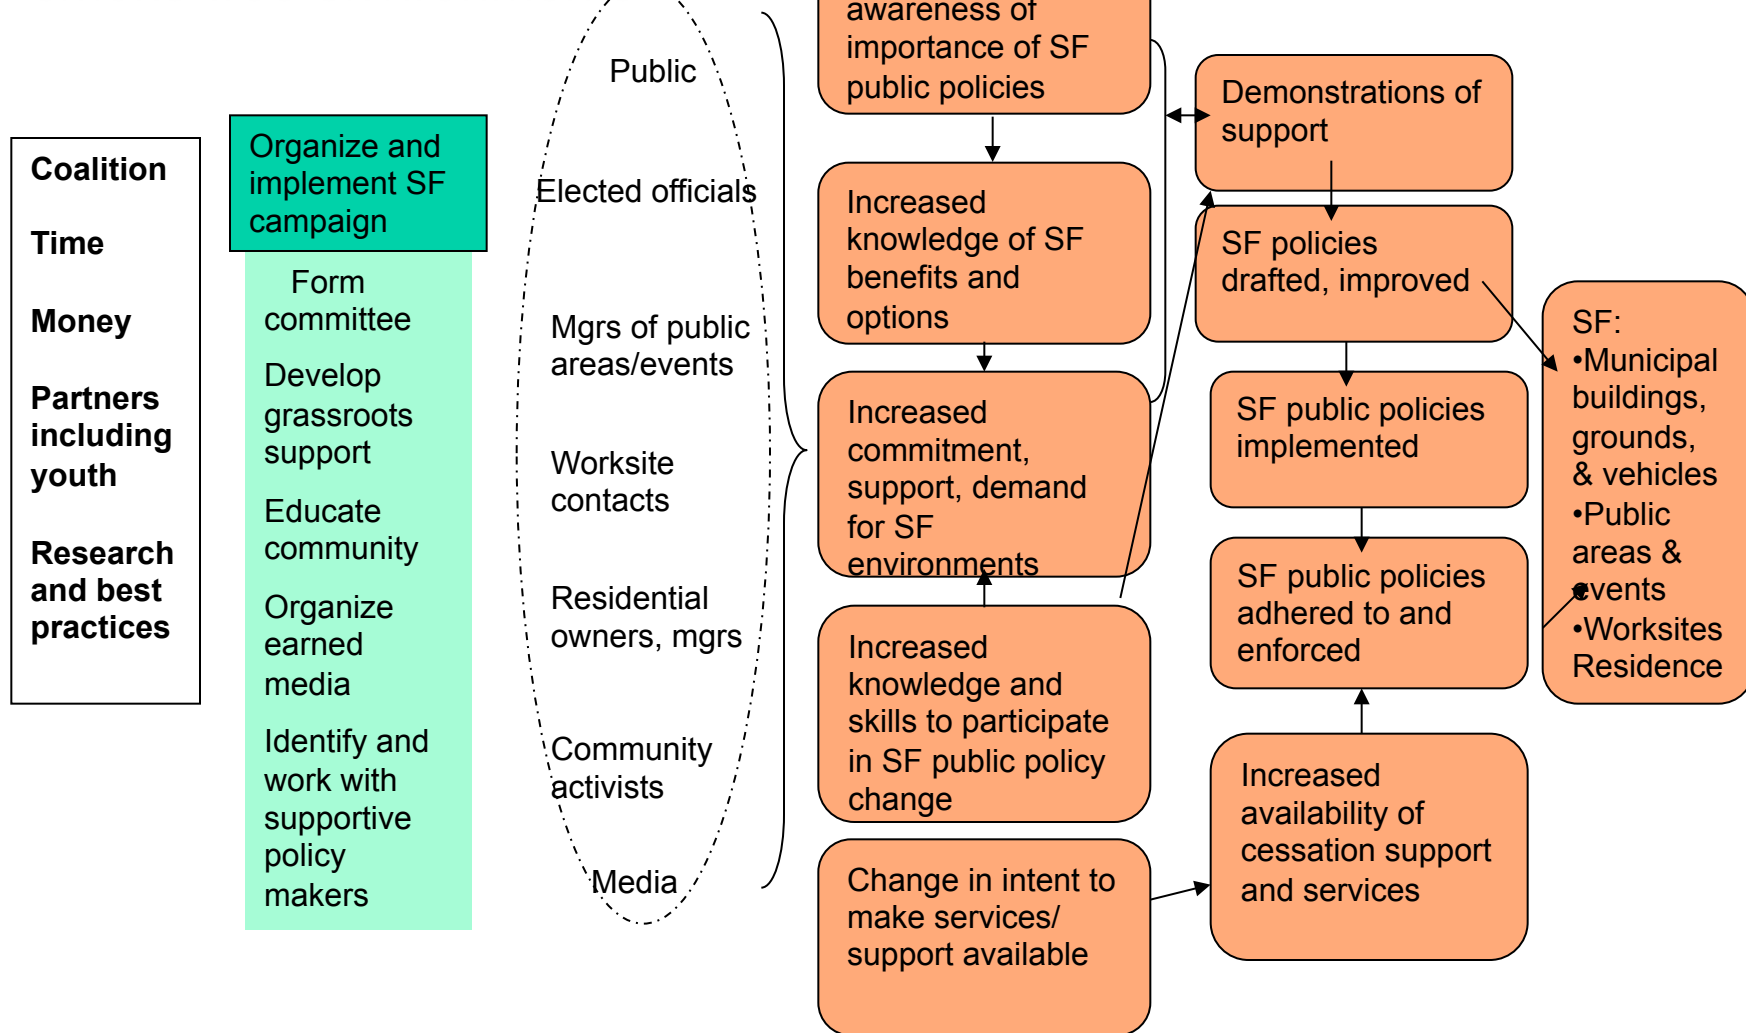 Coalition
Time
Money
Partners
including
youth
Research
and best
practices
Organize and
implement SF
campaign
Form
committee
Develop
grassroots
support
Educate
community
Organize
earned
media
Identify and
work with
supportive
policy
makers
Public
Elected officials
Mgrs of public
areas/events
Worksite
contacts
Residential
owners, mgrs
Community
activists
Media
awareness of
importance of SF
public policies
Increased
knowledge of SF
benefits and
options
Increased
commitment,
support, demand
for SF
environments
Increased
knowledge and
skills to participate
in SF public policy
change
Change in intent to
make services/
support available
Demonstrations of
support
SF policies
drafted, improved
SF public policies
implemented
SF public policies
adhered to and
enforced
Increased
availability of
cessation support
and services
SF:
•Municipal
buildings,
grounds,
& vehicles
•Public
areas &
events
•Worksites
Residence